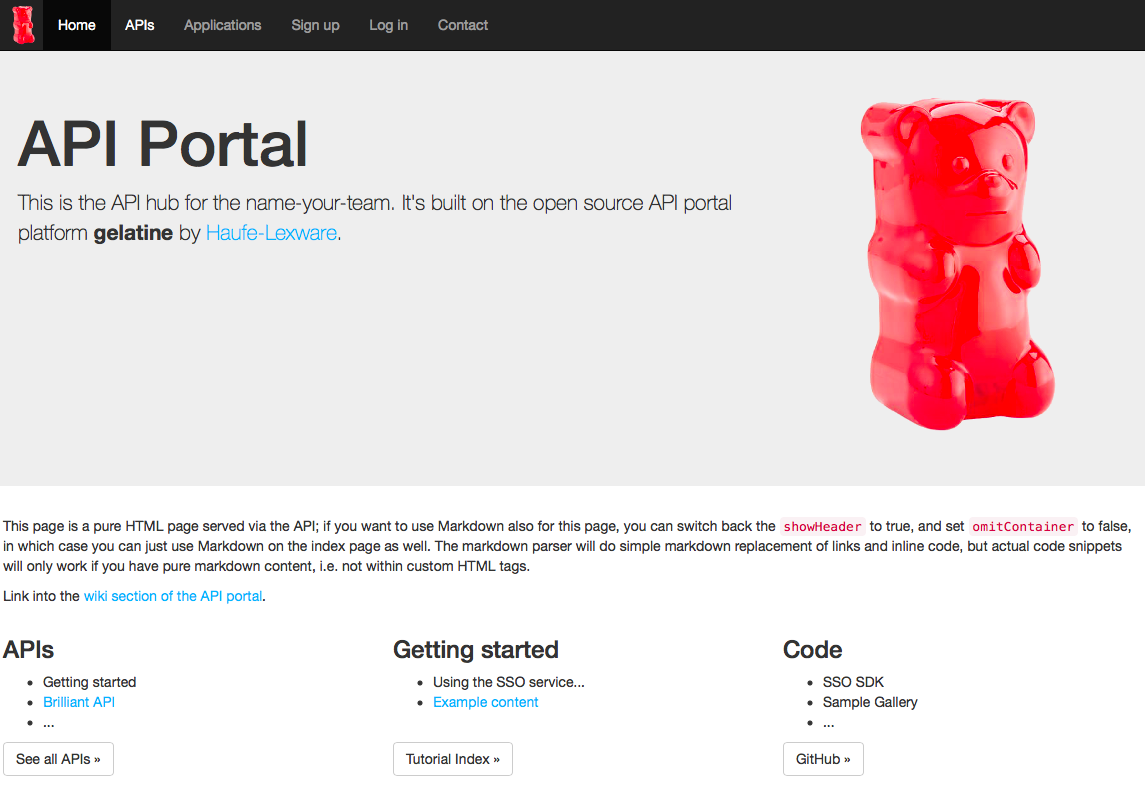 Home APIs Applications Sign up Log in Contact
API Portal
This is the API hub for the name-your-team. It's built on the open source API portal
platform gelatine by Haufe-Lexware.
This page is a pure HTML page served via the API; if you want to use Markdown also for this page, you can switch back the showHeader to true, and set omitContainer to false,
in which case you can just use Markdown on the index page as well. The markdown parser will do simple markdown replacement of links and inline code, but actual code snippets
will only work if you have pure markdown content, i.e. not within custom HTML tags.
Link into the wiki section of the API portal.
APIs
• Getting started
• Brilliant API
• ...
See all APIs »
Getting started
• Using the SSO service...
• Example content
Tutorial Index »
Code
• SSO SDK
• Sample Gallery
• ...
GitHub »